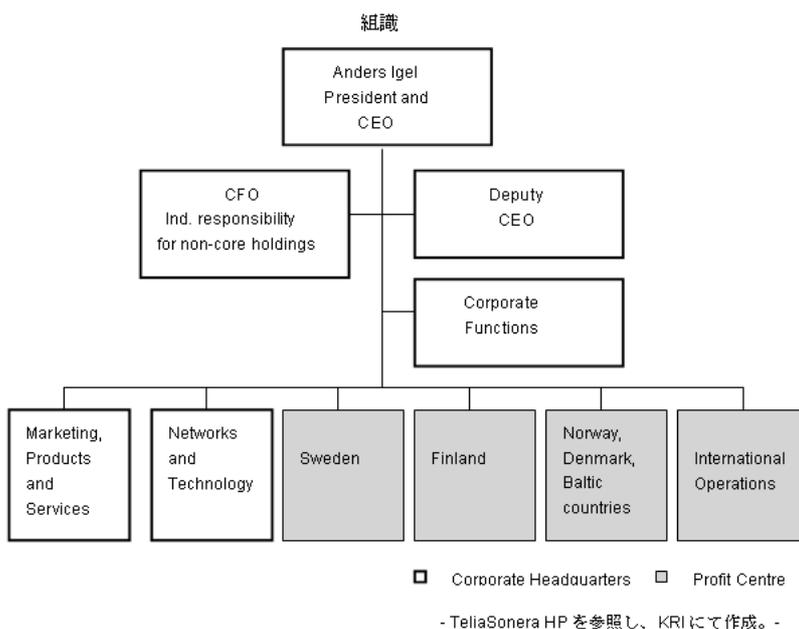 組織
Anders Igel
President and
CEO
CFO
Ind. responsibility
for non-core holdings
Deputy
CEO
Corporate
Functions
Marketing,
Products
and
Services
Networks
and
Technology
Sweden
Finland
Norway,
Denmark,
Baltic
countries
International
Operations
Corporate Headquarters
Profit Centre
- TeliaSonera HP を参照し、KRI にて作成。-